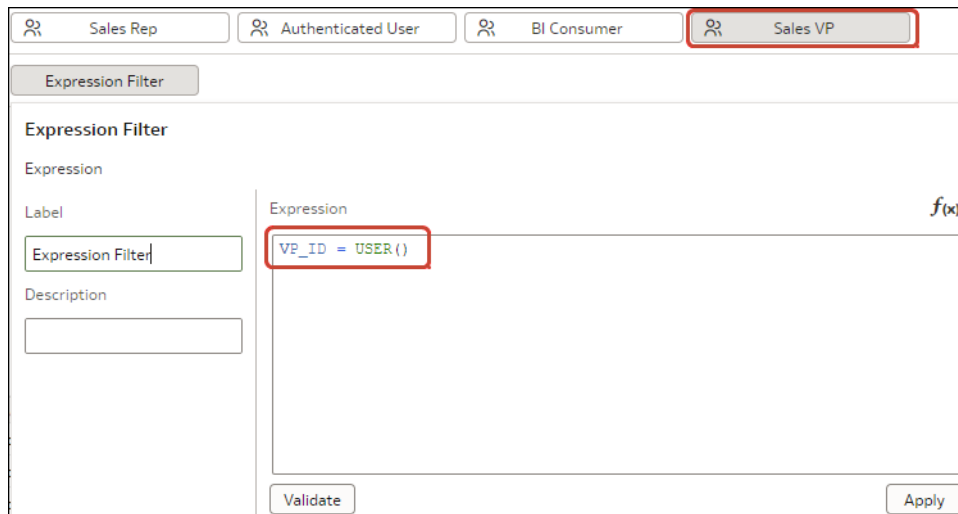 Sales Rep Authenticated User BI Consumer Sales VP
Expression Filter
Expression Filter
Expression
Label
Expression Filter
Description
Expression
f(x)
VP_ID = USER()
Validate Apply